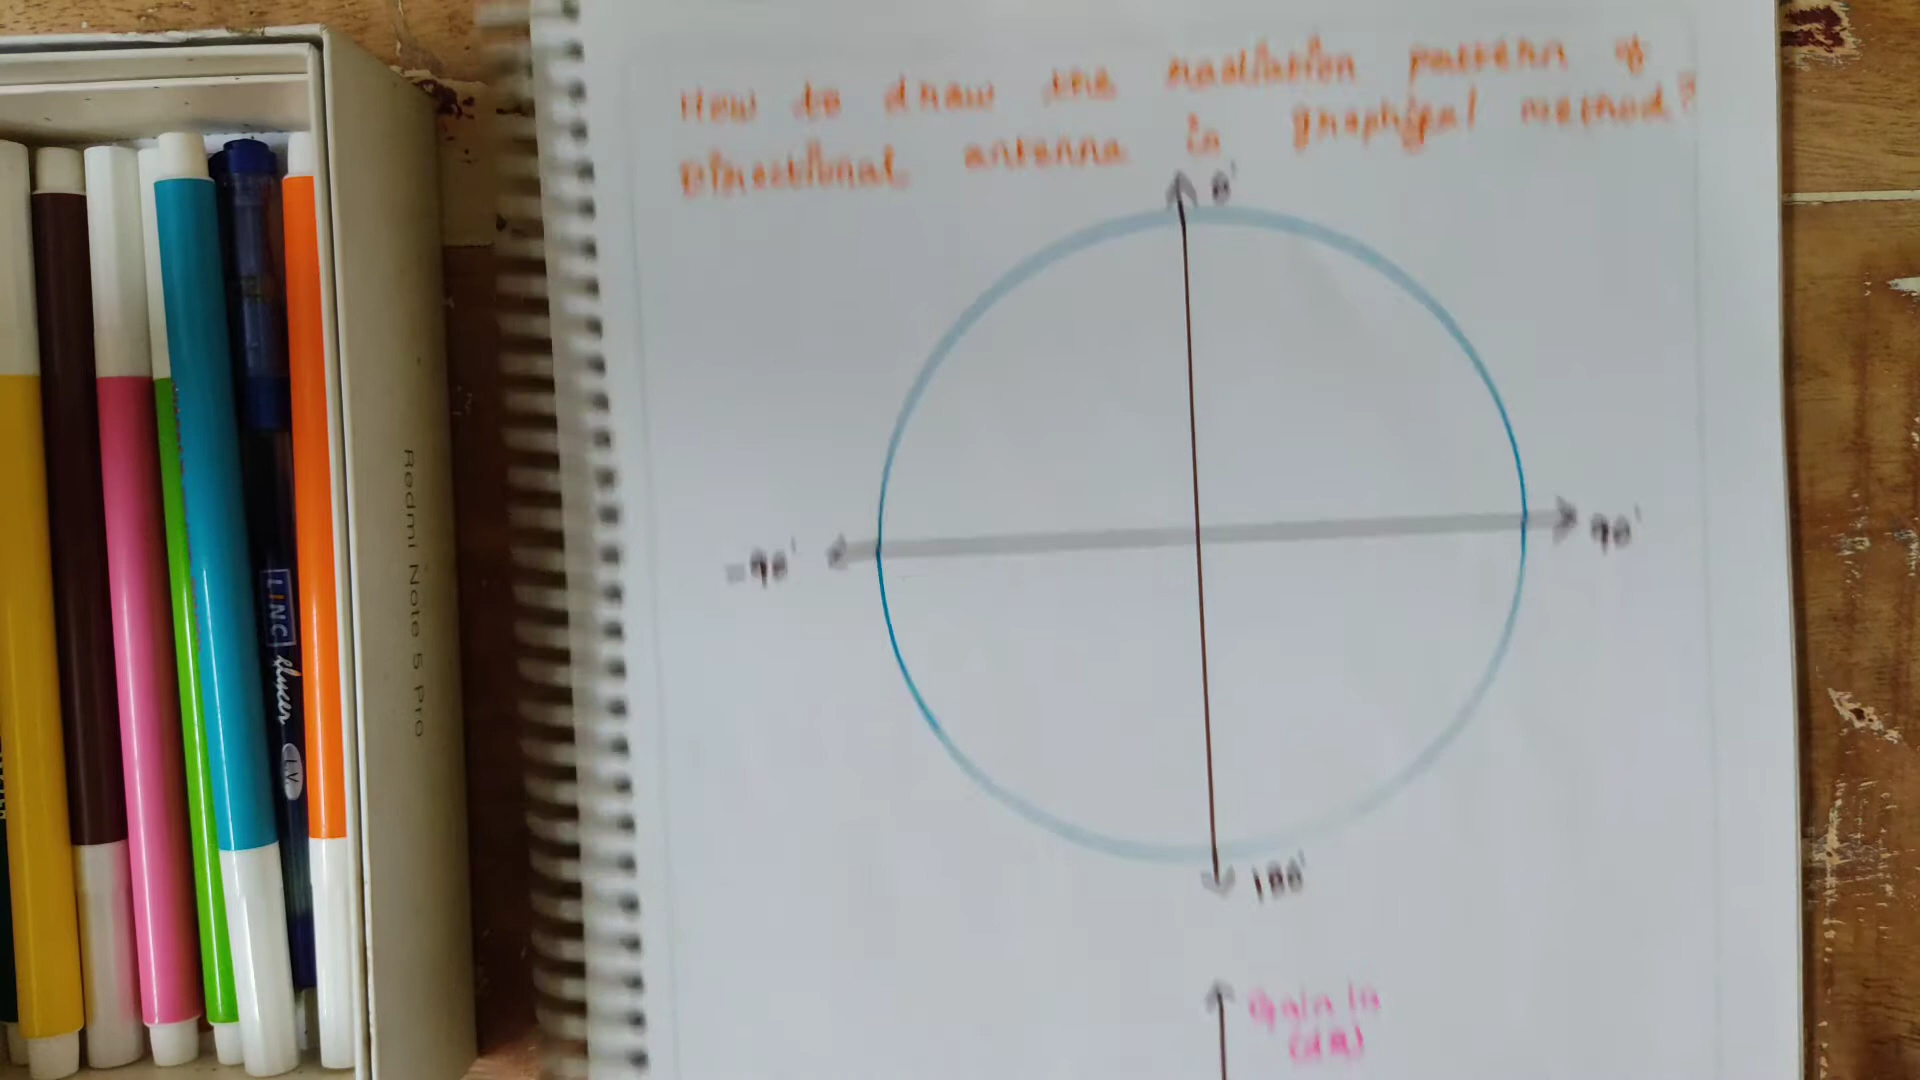 How to draw the radiation pattern of
Directional antenna in graphical method?
0°
-90°
90°
180°
Gain in
(dB)
Redmi Note 5 Pro
LINC